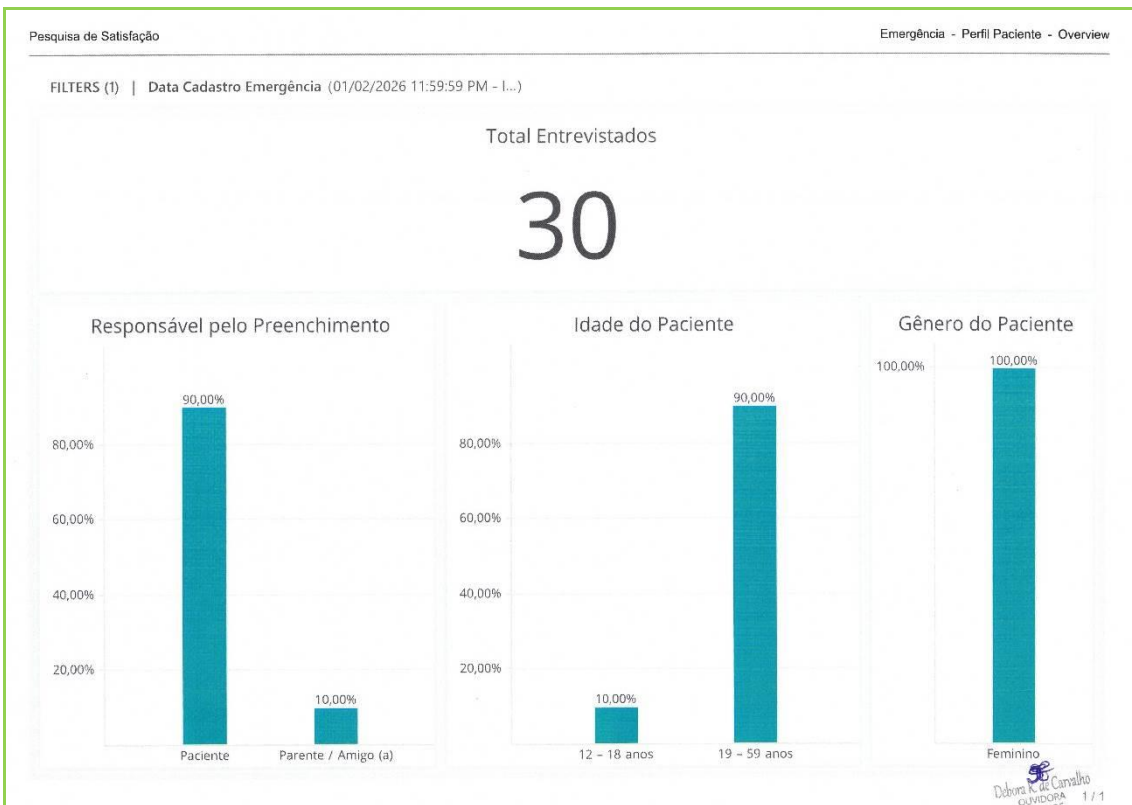 Pesquisa de Satisfação
Emergência - Perfil Paciente - Overview
FILTERS (1) | Data Cadastro Emergência (01/02/2026 11:59:59 PM - I...)
Total Entrevistados
30
Responsável pelo Preenchimento
90,00%
80,00%
60,00%
40,00%
20,00%
10,00%
Paciente
Parente / Amigo (a)
Idade do Paciente
90,00%
80,00%
60,00%
40,00%
20,00%
10,00%
12 – 18 anos
19 – 59 anos
Gênero do Paciente
100,00%
100,00%
Feminino
Debora K. de Carvalho
OUVIDORA
1 / 1